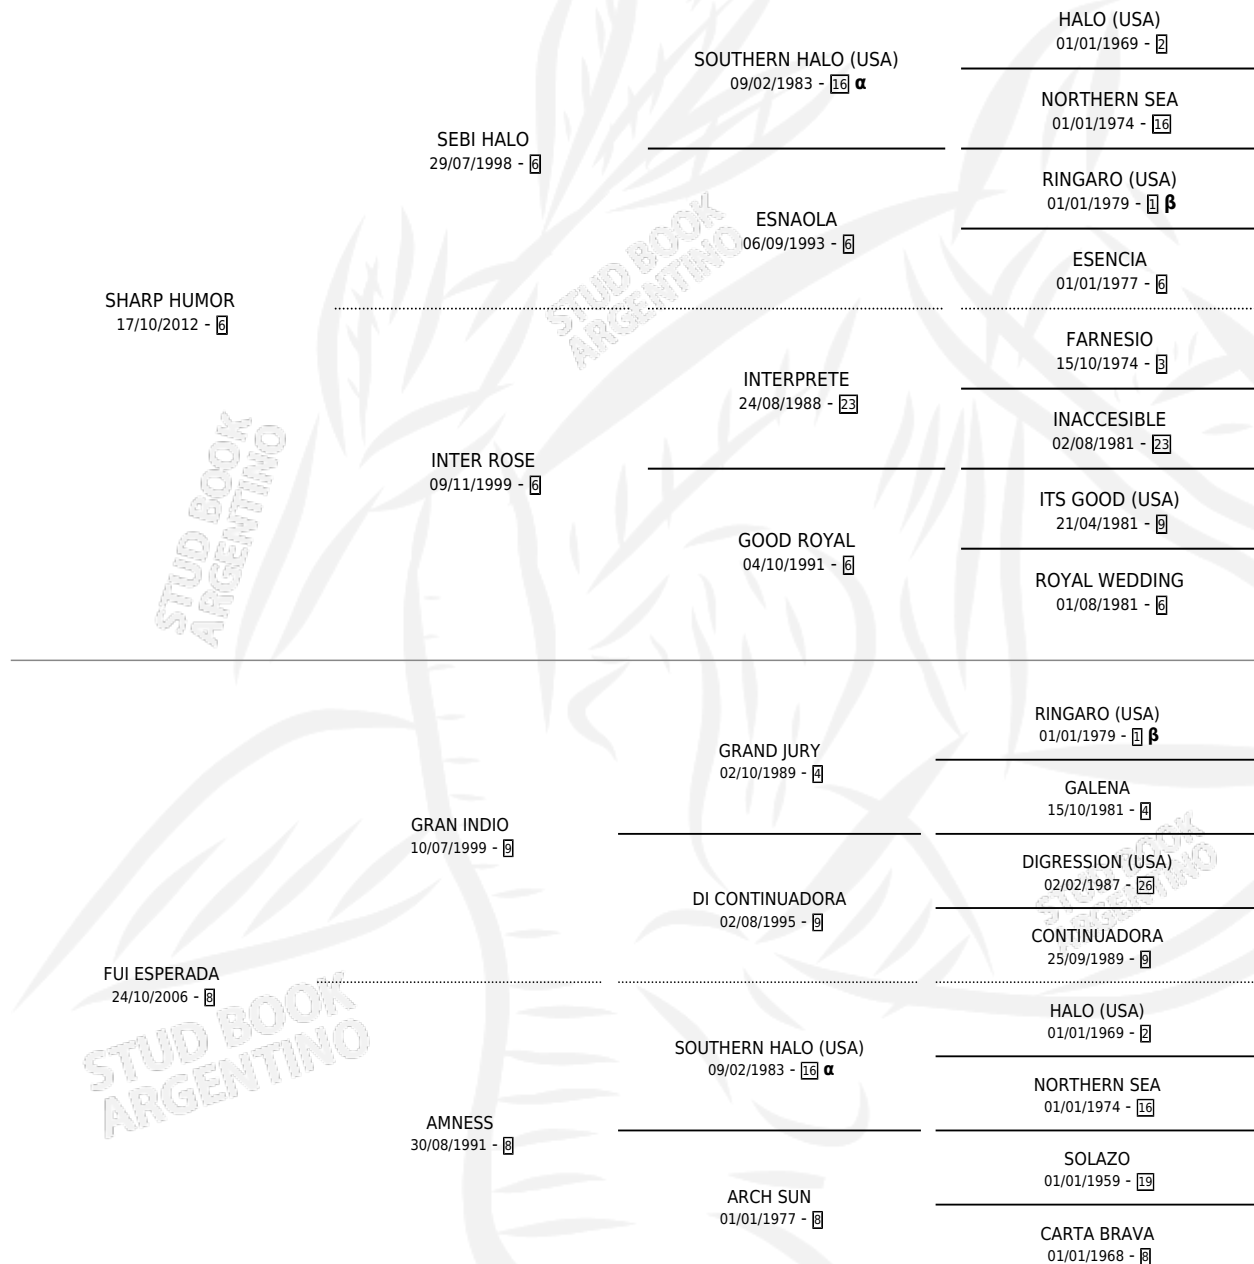 HALO (USA)
01/01/1969 - 2
SOUTHERN HALO (USA)
09/02/1983 - 16 α
NORTHERN SEA
01/01/1974 - 16
SEBI HALO
29/07/1998 - 6
RINGARO (USA)
01/01/1979 - 1 β
ESNAOLA
06/09/1993 - 6
ESENCIA
01/01/1977 - 6
SHARP HUMOR
17/10/2012 - 6
FARNESIO
15/10/1974 - 3
INTERPRETE
24/08/1988 - 23
INACCESIBLE
02/08/1981 - 23
INTER ROSE
09/11/1999 - 6
ITS GOOD (USA)
21/04/1981 - 9
GOOD ROYAL
04/10/1991 - 6
ROYAL WEDDING
01/08/1981 - 6
RINGARO (USA)
01/01/1979 - 1 β
GRAND JURY
02/10/1989 - 4
GALENA
15/10/1981 - 4
GRAN INDIO
10/07/1999 - 9
DIGRESSION (USA)
02/02/1987 - 26
DI CONTINUADORA
02/08/1995 - 9
CONTINUADORA
25/09/1989 - 9
FUI ESPERADA
24/10/2006 - 8
HALO (USA)
01/01/1969 - 2
SOUTHERN HALO (USA)
09/02/1983 - 16 α
NORTHERN SEA
01/01/1974 - 16
AMNESS
30/08/1991 - 8
SOLAZO
01/01/1959 - 19
ARCH SUN
01/01/1977 - 8
CARTA BRAVA
01/01/1968 - 8
STUD BOOK
ARGENTINO
STUD BOOK
ARGENTINO
STUD BOOK
ARGENTINO
STUD BOOK
ARGENTINO